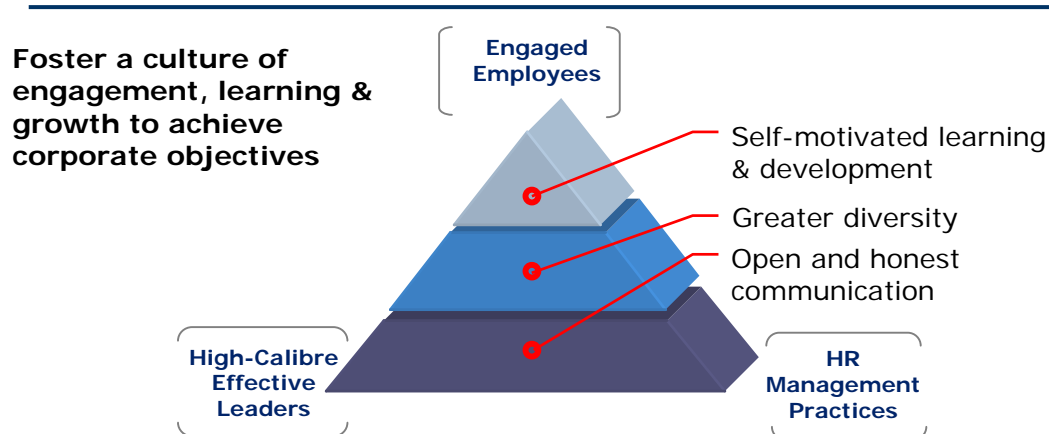 Foster a culture of
engagement, learning &
growth to achieve
corporate objectives
Engaged
Employees
Self-motivated learning
& development
Greater diversity
Open and honest
communication
High-Calibre
Effective
Leaders
HR
Management
Practices